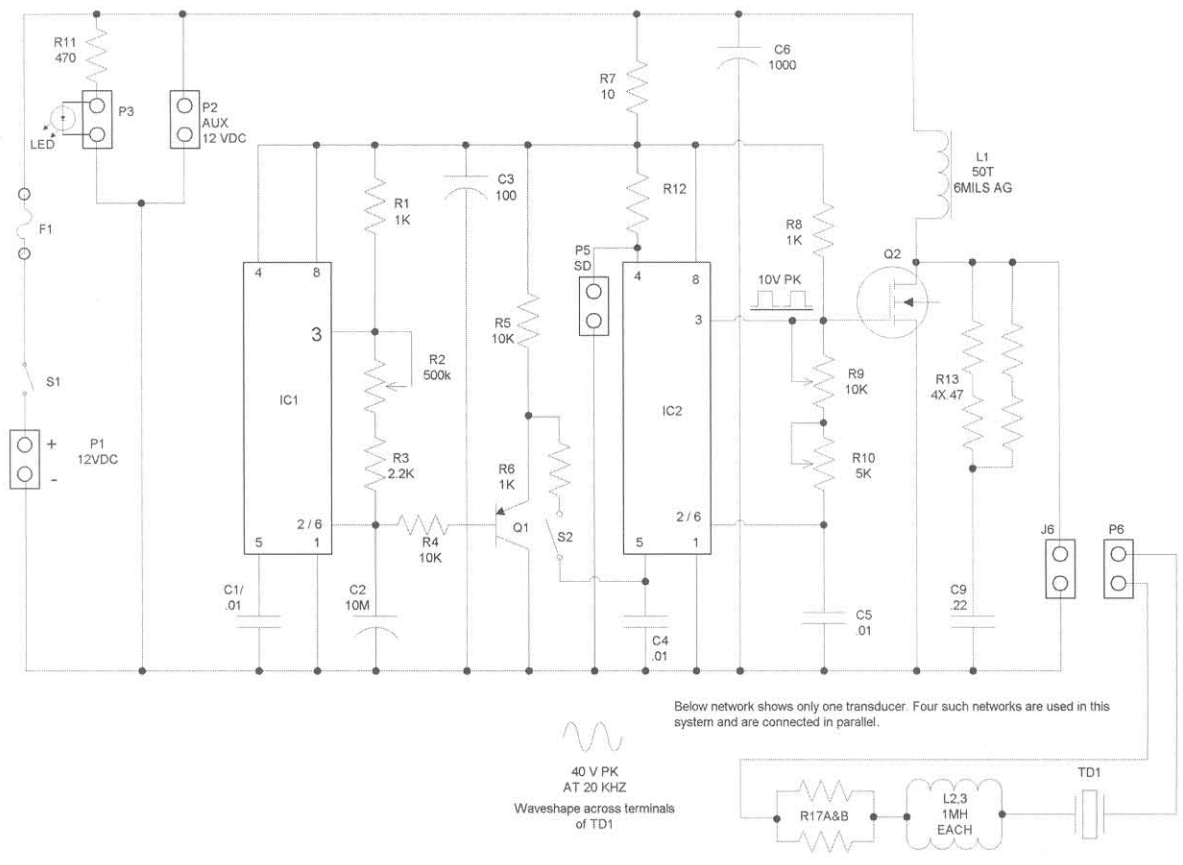 R11
470
P3
LED
P2
AUX
12 VDC
R7
10
C6
1000
L1
50T
6MILS AG
F1
S1
+
-
P1
12VDC
R1
1K
C3
100
R12
R8
1K
P5
SD
Q2
10V PK
4
8
3
IC1
2 / 6
5
1
R2
500k
R3
2.2K
R4
10K
R5
10K
R6
1K
Q1
S2
4
8
3
IC2
2 / 6
5
1
R9
10K
R10
5K
R13
4X.47
J6
P6
C1/
.01
C2
10M
C4
.01
C5
.01
C9
.22
Below network shows only one transducer. Four such networks are used in this
system and are connected in parallel.
40 V PK
AT 20 KHZ
Waveshape across terminals
of TD1
R17A&B
L2,3
1MH
EACH
TD1